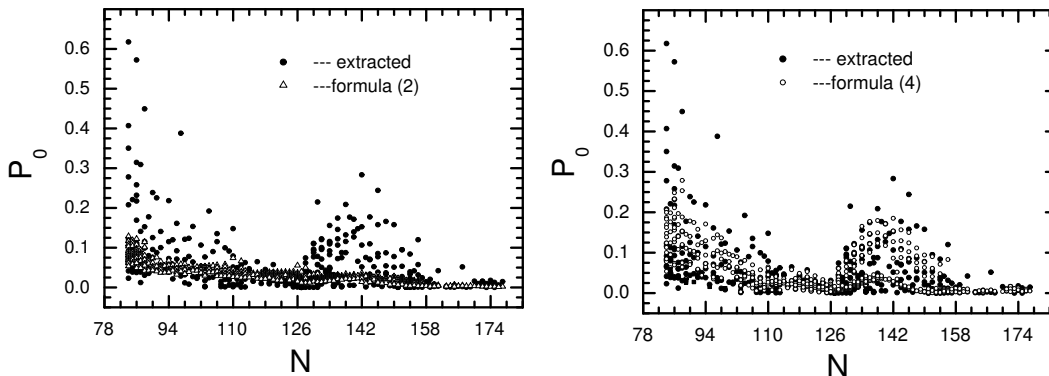 0.6
0.5
0.4
0.3
0.2
0.1
0.0
P0
78 94 110 126 142 158 174
N
--- extracted
---formula (2)
0.6
0.5
0.4
0.3
0.2
0.1
0.0
P0
78 94 110 126 142 158 174
N
--- extracted
---formula (4)